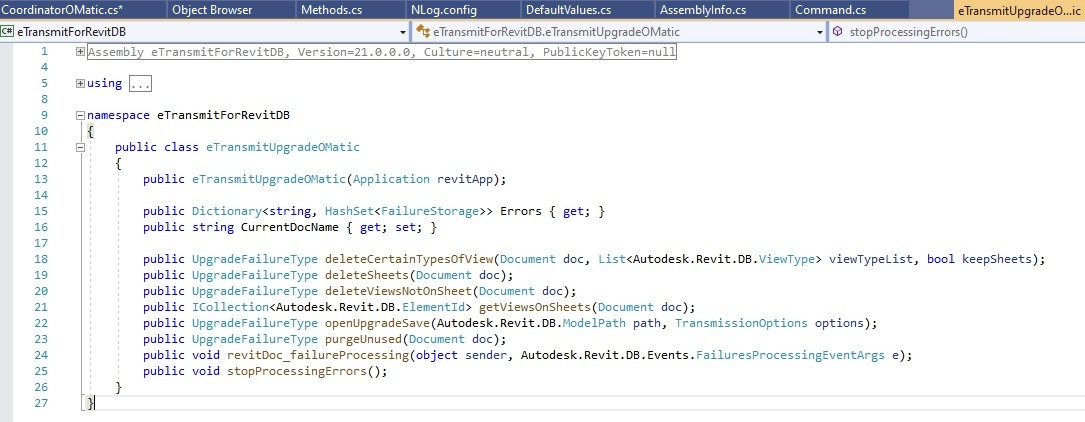 CoordinatorOMatic.cs* Object Browser Methods.cs NLog.config DefaultValues.cs AssemblyInfo.cs Command.cs eTransmitUpgradeO...ic
C# eTransmitForRevitDB eTransmitForRevitDB.eTransmitUpgradeOMatic stopProcessingErrors()
1 Assembly eTransmitForRevitDB, Version=21.0.0.0, Culture=neutral, PublicKeyToken=null
4
5 using ...
8
9 namespace eTransmitForRevitDB
10 {
11 public class eTransmitUpgradeOMatic
12 {
13 public eTransmitUpgradeOMatic(Application revitApp);
14
15 public Dictionary<string, HashSet<FailureStorage>> Errors { get; }
16 public string CurrentDocName { get; set; }
17
18 public UpgradeFailureType deleteCertainTypesOfView(Document doc, List<Autodesk.Revit.DB.ViewType> viewTypeList, bool keepSheets);
19 public UpgradeFailureType deleteSheets(Document doc);
20 public UpgradeFailureType deleteViewsNotOnSheet(Document doc);
21 public ICollection<Autodesk.Revit.DB.ElementId> getViewsOnSheets(Document doc);
22 public UpgradeFailureType openUpgradeSave(Autodesk.Revit.DB.ModelPath path, TransmissionOptions options);
23 public UpgradeFailureType purgeUnused(Document doc);
24 public void revitDoc_failureProcessing(object sender, Autodesk.Revit.DB.Events.FailuresProcessingEventArgs e);
25 public void stopProcessingErrors();
26 }
27 }